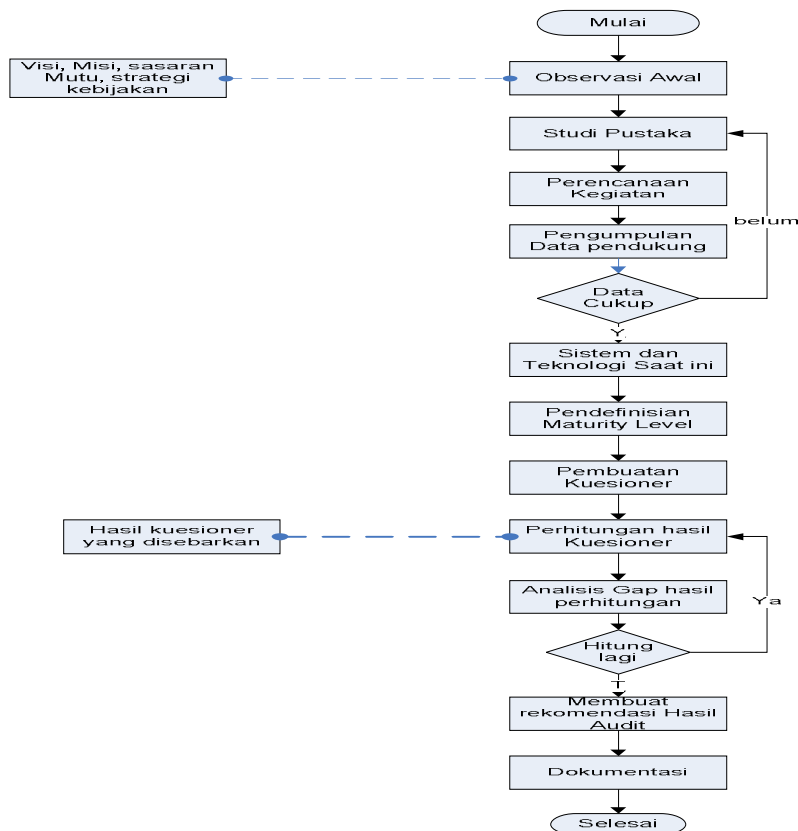 Mulai
Visi, Misi, sasaran
Mutu, strategi
kebijakan
Observasi Awal
Studi Pustaka
Perencanaan
Kegiatan
belum
Pengumpulan
Data pendukung
Data
Cukup
Y
Sistem dan
Teknologi Saat ini
Pendefinisian
Maturity Level
Pembuatan
Kuesioner
Hasil kuesioner
yang disebarkan
Perhitungan hasil
Kuesioner
Analisis Gap hasil
perhitungan
Ya
Hitung
lagi
T
Membuat
rekomendasi Hasil
Audit
Dokumentasi
Selesai